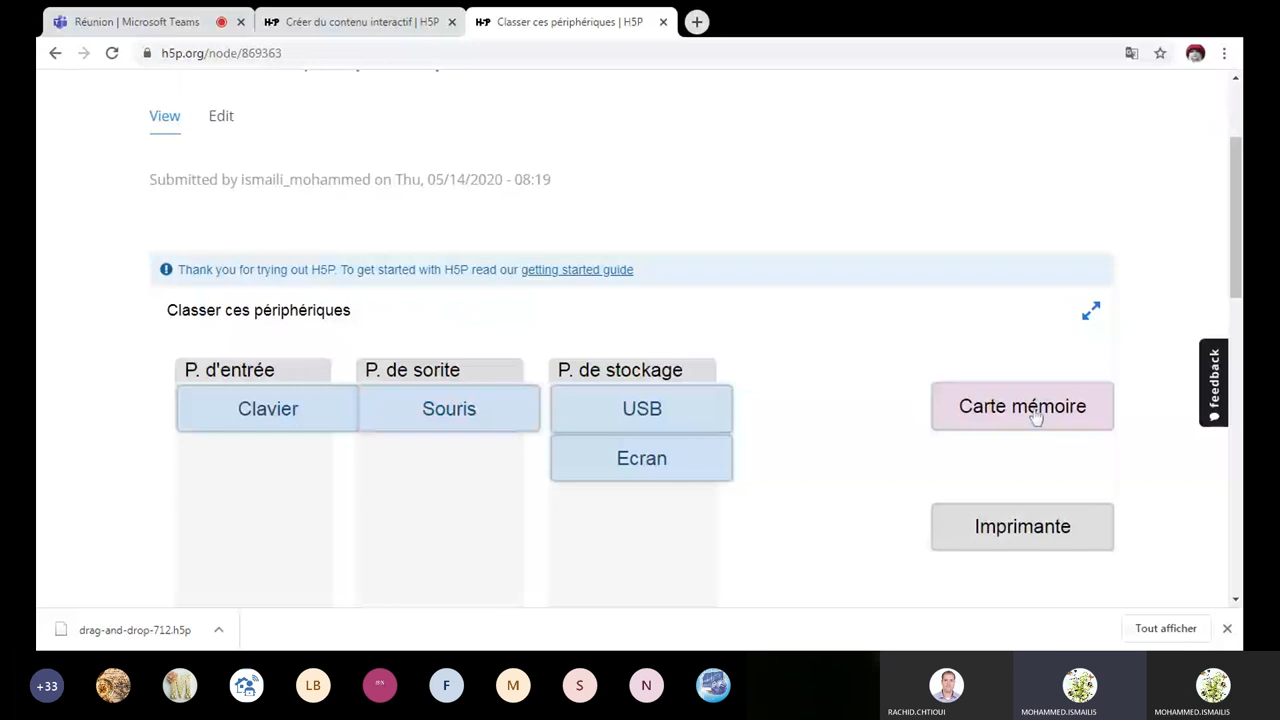 Réunion | Microsoft Teams
H-P Créer du contenu interactif | H5P
H-P Classer ces périphériques | H5P
h5p.org/node/869363
View Edit
Submitted by ismaili_mohammed on Thu, 05/14/2020 - 08:19
Thank you for trying out H5P. To get started with H5P read our getting started guide
Classer ces périphériques
P. d'entrée P. de sorite P. de stockage
Clavier Souris USB Carte mémoire
Ecran
Imprimante
feedback
drag-and-drop-712.h5p Tout afficher
+33 LB F M S N
RACHID.CHTIOUI MOHAMMED.ISMAILIS MOHAMMED.ISMAILIS